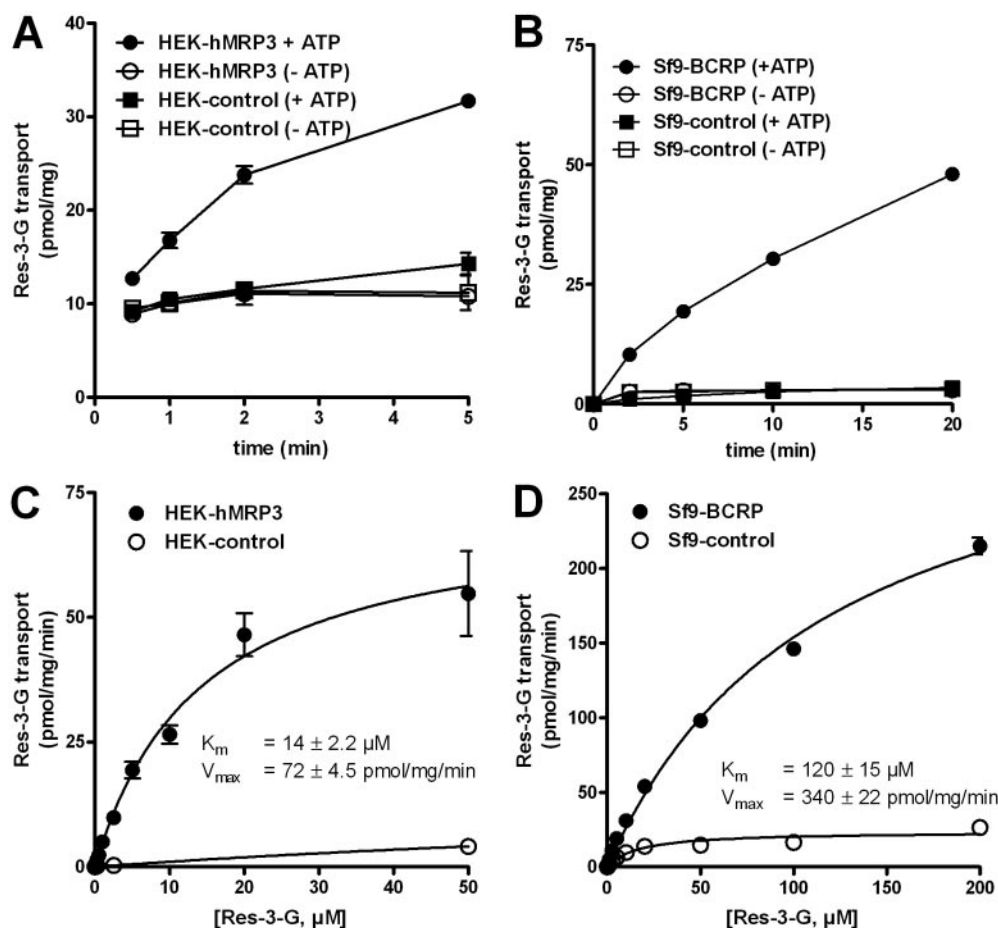 A
HEK-hMRP3 + ATP
HEK-hMRP3 (- ATP)
HEK-control (+ ATP)
HEK-control (- ATP)
Res-3-G transport
(pmol/mg)
40
30
20
10
0
0 1 2 3 4 5
time (min)
B
Sf9-BCRP (+ATP)
Sf9-BCRP (- ATP)
Sf9-control (+ ATP)
Sf9-control (- ATP)
Res-3-G transport
(pmol/mg)
75
50
25
0
0 5 10 15 20
time (min)
C
HEK-hMRP3
HEK-control
Res-3-G transport
(pmol/mg/min)
75
50
25
0
Km = 14 ± 2.2 µM
Vmax = 72 ± 4.5 pmol/mg/min
0 10 20 30 40 50
[Res-3-G, µM]
D
Sf9-BCRP
Sf9-control
Res-3-G transport
(pmol/mg/min)
250
200
150
100
50
0
Km = 120 ± 15 µM
Vmax = 340 ± 22 pmol/mg/min
0 50 100 150 200
[Res-3-G, µM]